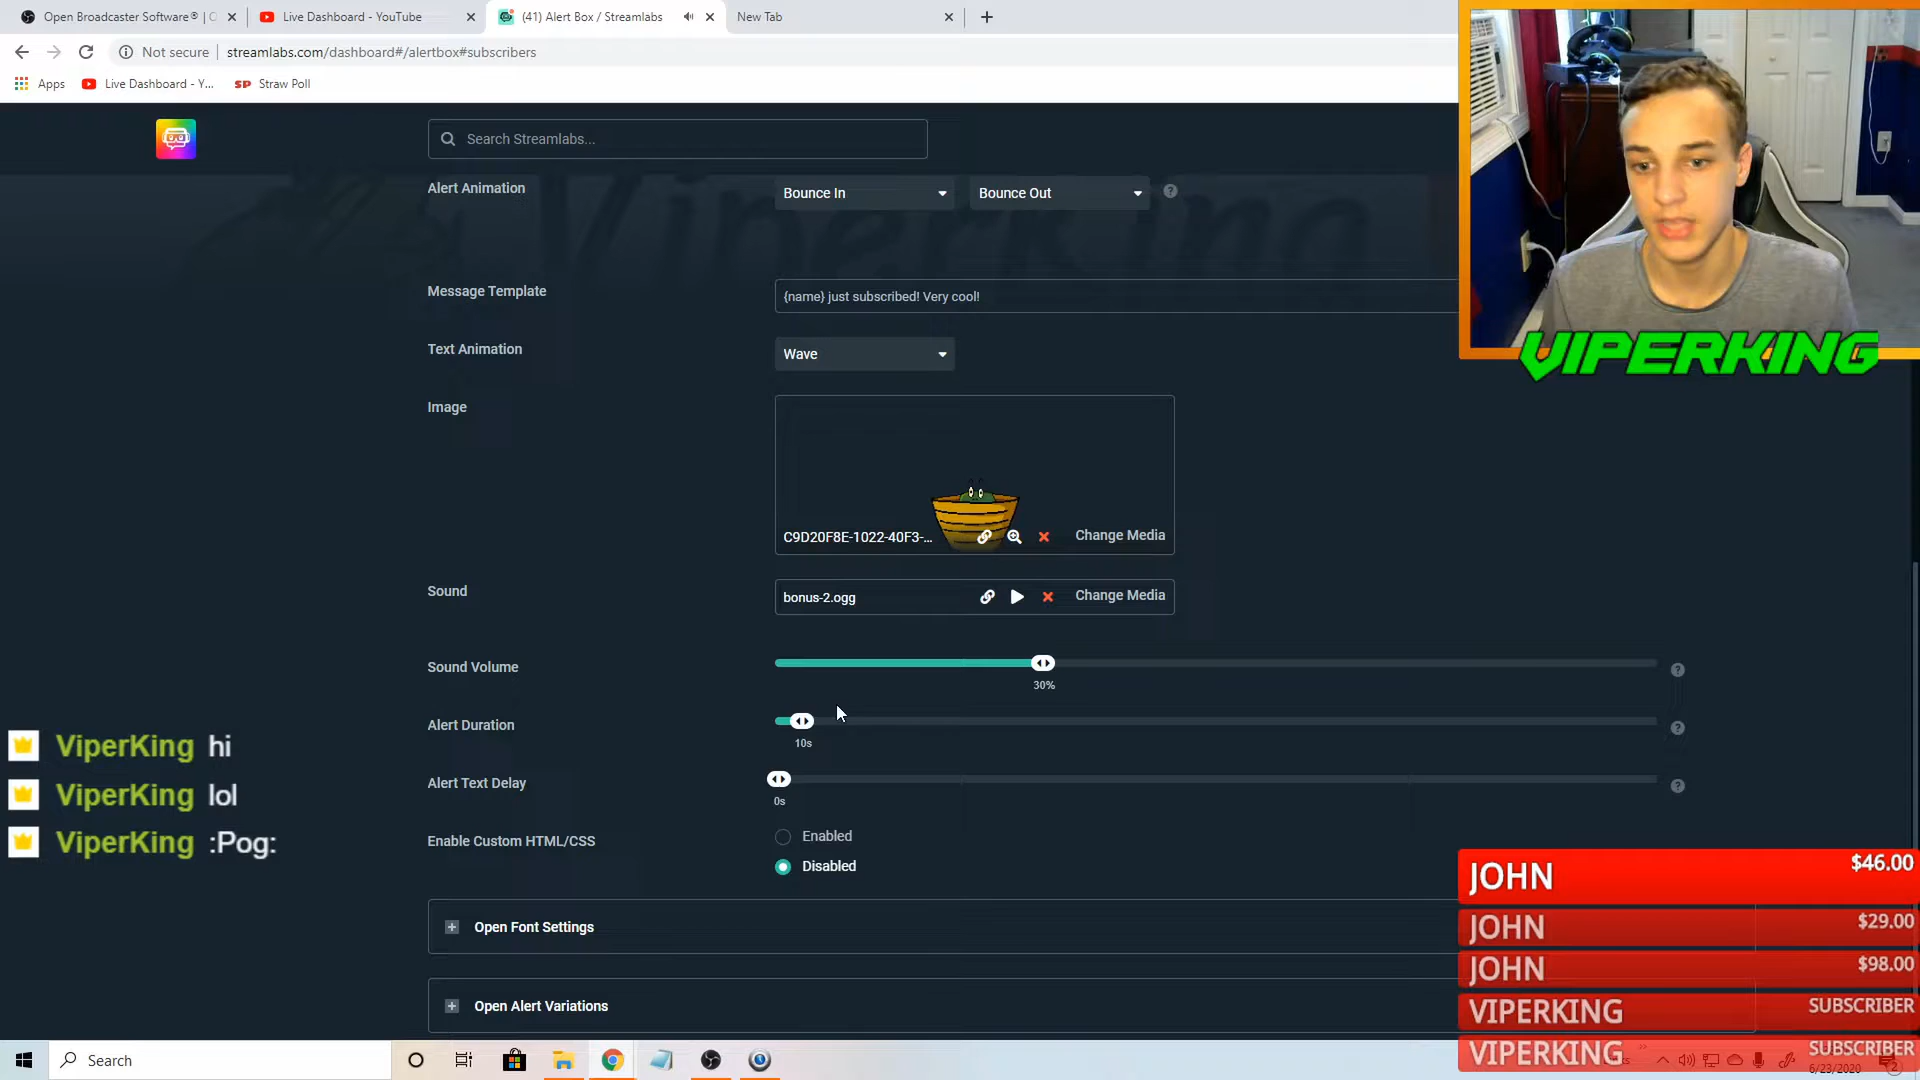 Open Broadcaster Software® | O
Live Dashboard - YouTube
(41) Alert Box / Streamlabs
New Tab
Not secure
streamlabs.com/dashboard#/alertbox#subscribers
Apps
Live Dashboard - Y...
SP Straw Poll
Search Streamlabs...
Viperking
Alert Animation
Bounce In
Bounce Out
?
Message Template
{name} just subscribed! Very cool!
Text Animation
Wave
VIPERKING
Image
C9D20F8E-1022-40F3-...
Change Media
Sound
bonus-2.ogg
Change Media
Sound Volume
30%
?
Alert Duration
10s
?
Alert Text Delay
0s
?
Enable Custom HTML/CSS
Enabled
Disabled
Open Font Settings
Open Alert Variations
ViperKing hi
ViperKing lol
ViperKing :Pog:
JOHN $46.00
JOHN $29.00
JOHN $98.00
VIPERKING SUBSCRIBER
VIPERKING SUBSCRIBER
Search
6/23/2020
2